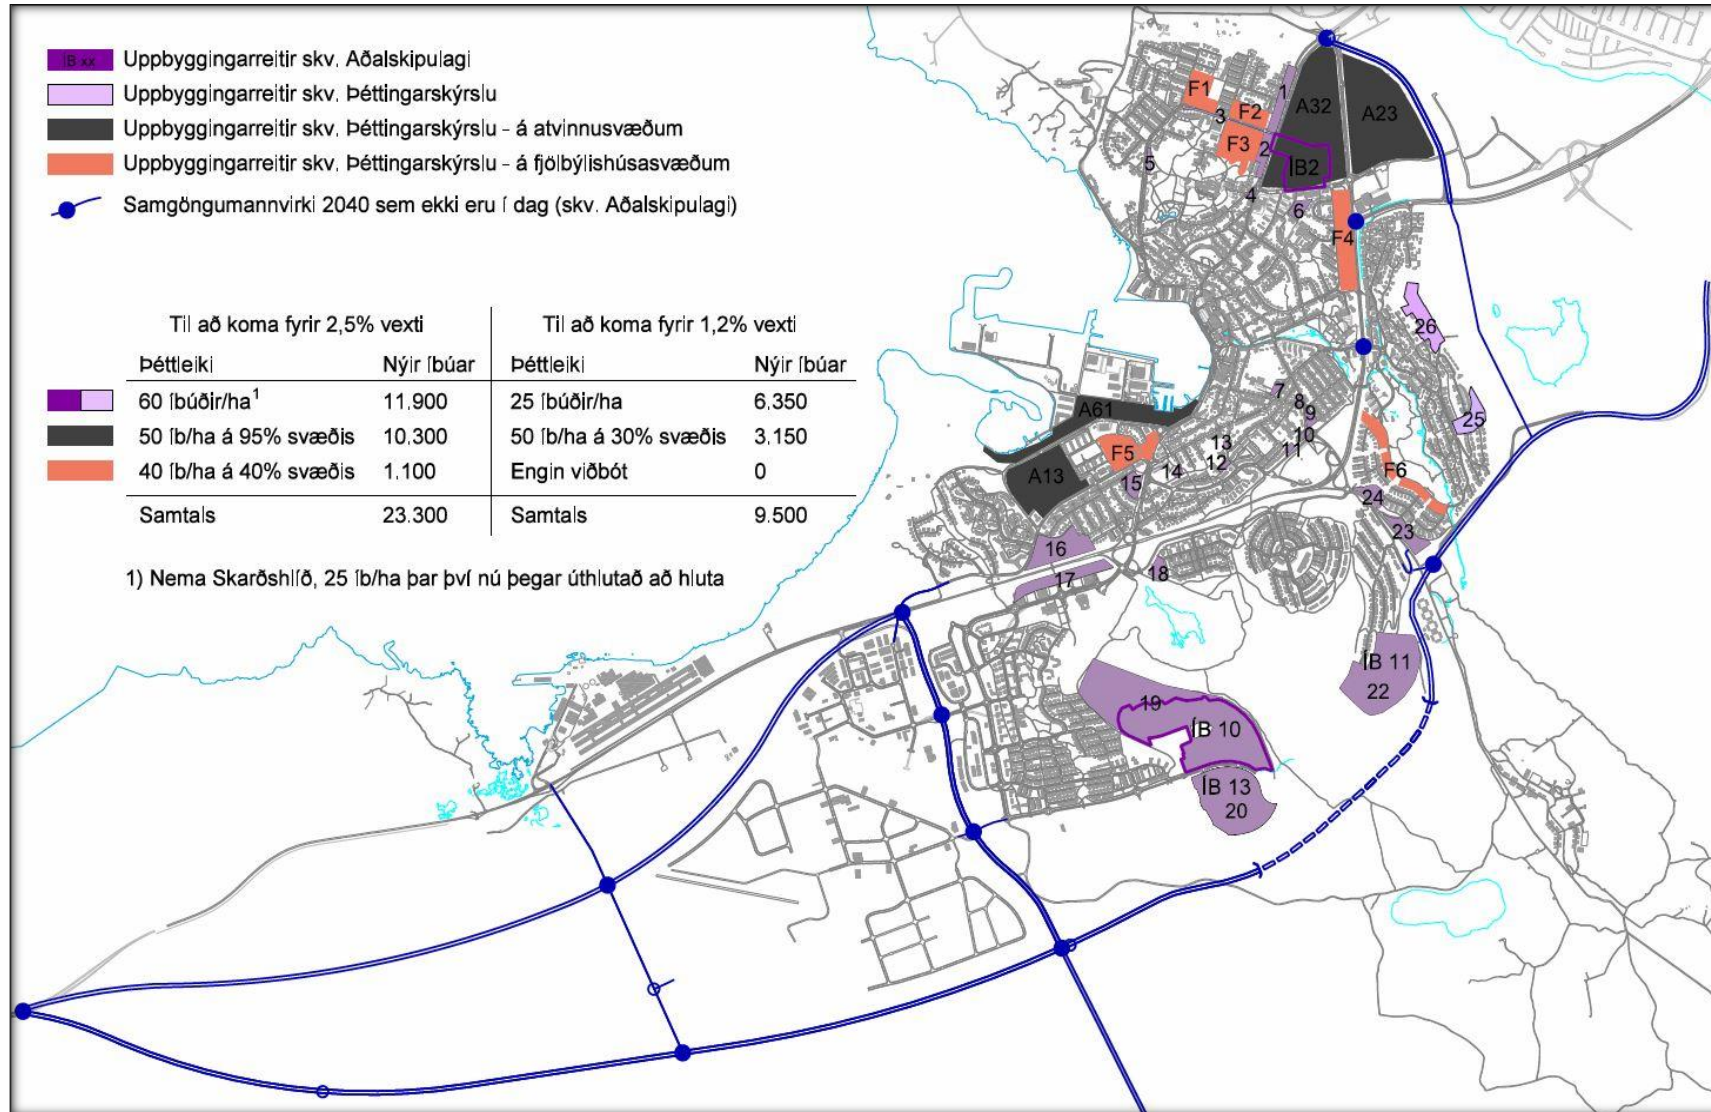 ÍB xx Uppbyggingarreitir skv. Aðalskipulagi
Uppbyggingarreitir skv. Þéttingarskýrslu
Uppbyggingarreitir skv. Þéttingarskýrslu - á atvinnusvæðum
Uppbyggingarreitir skv. Þéttingarskýrslu - á fjölbýlishúsasvæðum
Samgöngumannvirki 2040 sem ekki eru í dag (skv. Aðalskipulagi)
Til að koma fyrir 2,5% vexti Til að koma fyrir 1,2% vexti
Þéttleiki Nýir íbúar Þéttleiki Nýir íbúar
60 íbúðir/ha1 11.900 25 íbúðir/ha 6.350
50 íb/ha á 95% svæðis 10.300 50 íb/ha á 30% svæðis 3.150
40 íb/ha á 40% svæðis 1.100 Engin viðbót 0
Samtals 23.300 Samtals 9.500
1) Nema Skarðshlíð, 25 íb/ha þar því nú þegar úthlutað að hluta
F1
1
A32
A23
F2
3
F3
2
5
ÍB2
4
6
F4
26
7
8
A61
9
25
10
13
11
F5
12
14
F6
A13
15
24
23
16
17
18
ÍB 11
22
19
ÍB 10
ÍB 13
20